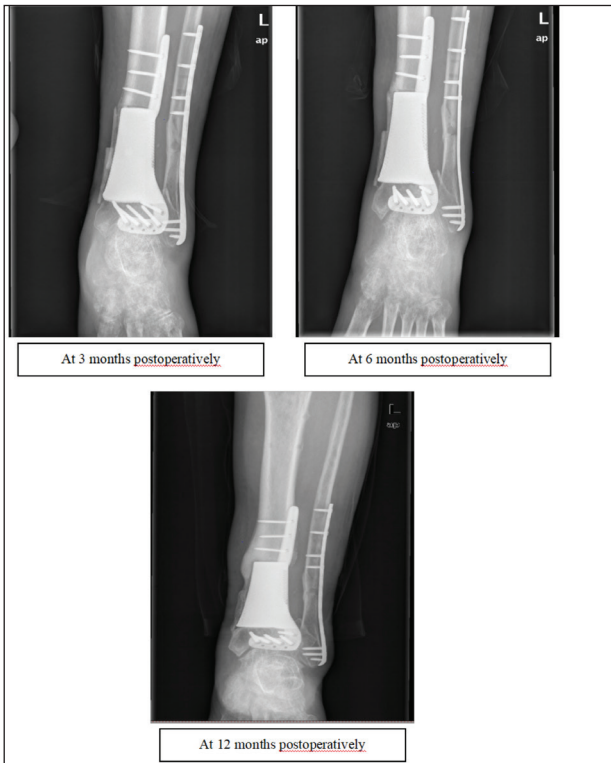 L
ap
L
ap
At 3 months postoperatively
At 6 months postoperatively
At 12 months postoperatively